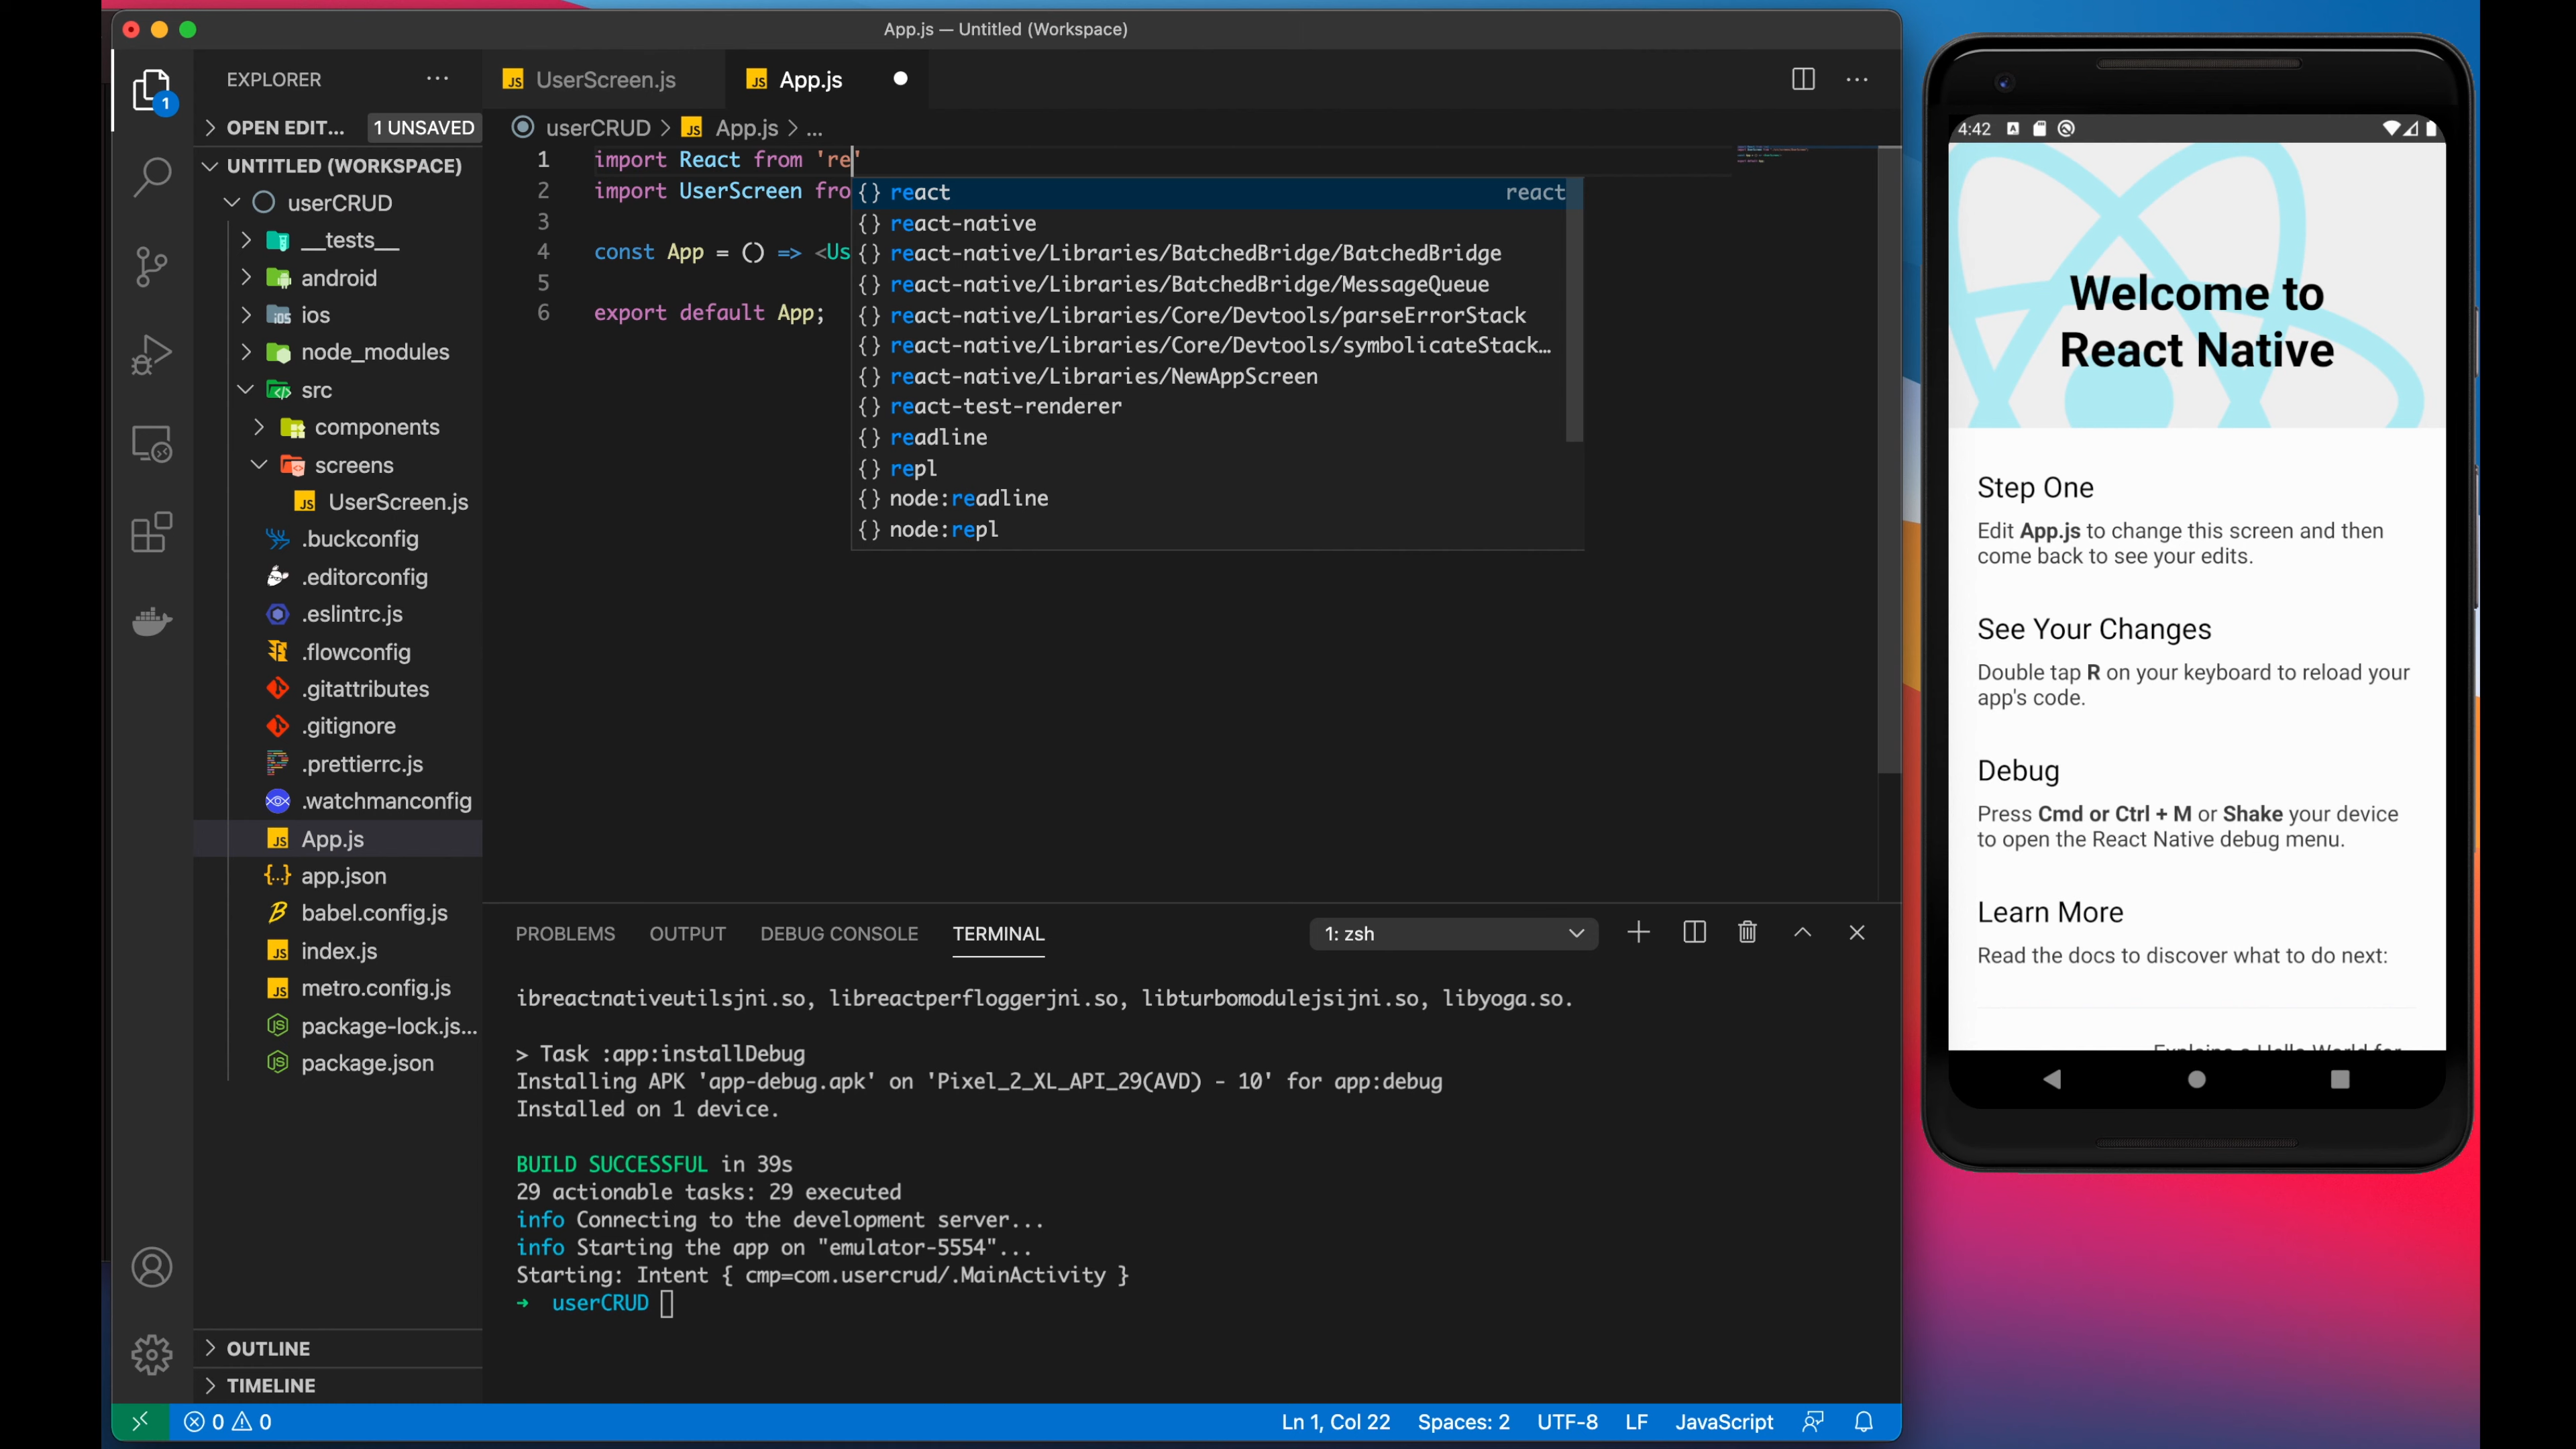 App.js — Untitled (Workspace)
EXPLORER
1
OPEN EDIT... 1 UNSAVED
UNTITLED (WORKSPACE)
userCRUD
__tests__
android
ios
node_modules
src
components
screens
UserScreen.js
.buckconfig
.editorconfig
.eslintrc.js
.flowconfig
.gitattributes
.gitignore
.prettierrc.js
.watchmanconfig
App.js
app.json
babel.config.js
index.js
metro.config.js
package-lock.js...
package.json
OUTLINE
TIMELINE
UserScreen.js App.js
userCRUD > App.js > ...
1 import React from 're'
2 import UserScreen fro
3
4 const App = () => <Us
5
6 export default App;
{} react react
{} react-native
{} react-native/Libraries/BatchedBridge/BatchedBridge
{} react-native/Libraries/BatchedBridge/MessageQueue
{} react-native/Libraries/Core/Devtools/parseErrorStack
{} react-native/Libraries/Core/Devtools/symbolicateStack...
{} react-native/Libraries/NewAppScreen
{} react-test-renderer
{} readline
{} repl
{} node:readline
{} node:repl
PROBLEMS OUTPUT DEBUG CONSOLE TERMINAL 1: zsh
ibreactnativeutilsjni.so, libreactperfloggerjni.so, libturbomodulejsijni.so, libyoga.so.
> Task :app:installDebug
Installing APK 'app-debug.apk' on 'Pixel_2_XL_API_29(AVD) - 10' for app:debug
Installed on 1 device.
BUILD SUCCESSFUL in 39s
29 actionable tasks: 29 executed
info Connecting to the development server...
info Starting the app on "emulator-5554"...
Starting: Intent { cmp=com.usercrud/.MainActivity }
➜ userCRUD
0 0 Ln 1, Col 22 Spaces: 2 UTF-8 LF JavaScript
4:42
Welcome to
React Native
Step One
Edit App.js to change this screen and then
come back to see your edits.
See Your Changes
Double tap R on your keyboard to reload your
app's code.
Debug
Press Cmd or Ctrl + M or Shake your device
to open the React Native debug menu.
Learn More
Read the docs to discover what to do next:
Explains a Hello World for